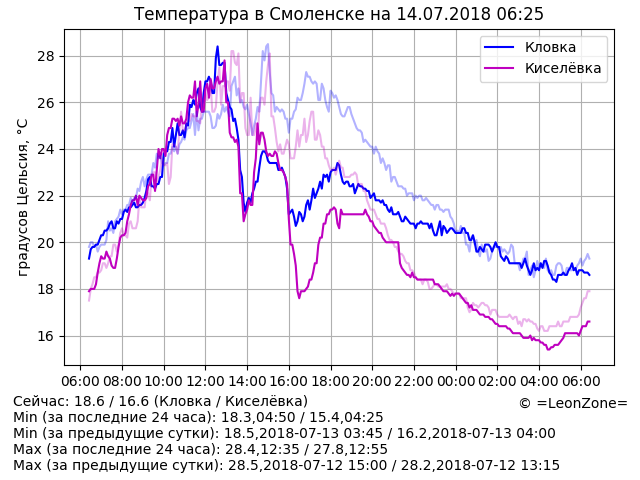 Температура в Смоленске на 14.07.2018 06:25
градусов Цельсия, °C
28
26
24
22
20
18
16
Кловка
Киселёвка
06:00 08:00 10:00 12:00 14:00 16:00 18:00 20:00 22:00 00:00 02:00 04:00 06:00
Сейчас: 18.6 / 16.6 (Кловка / Киселёвка)
© =LeonZone=
Min (за последние 24 часа): 18.3,04:50 / 15.4,04:25
Min (за предыдущие сутки): 18.5,2018-07-13 03:45 / 16.2,2018-07-13 04:00
Max (за последние 24 часа): 28.4,12:35 / 27.8,12:55
Max (за предыдущие сутки): 28.5,2018-07-12 15:00 / 28.2,2018-07-12 13:15